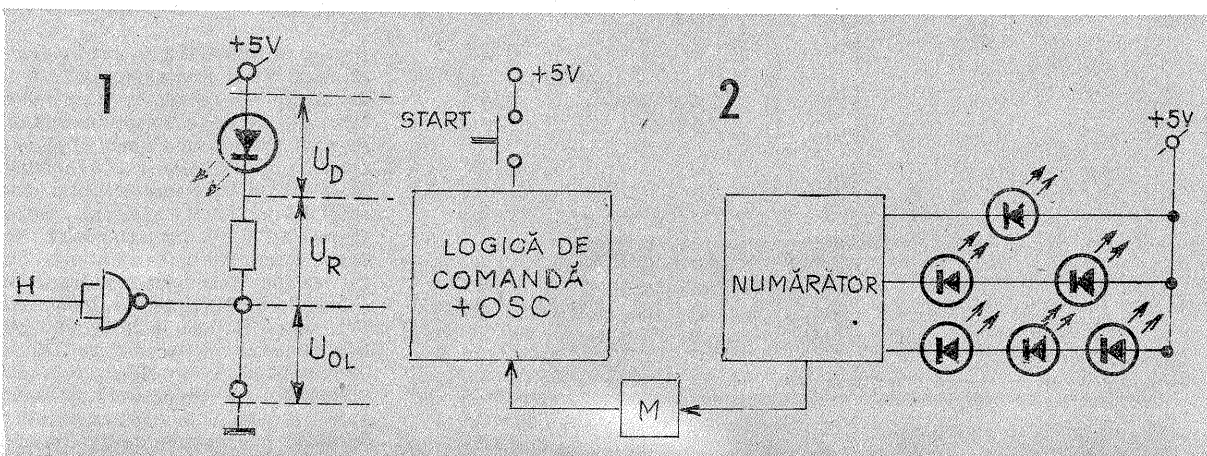 1
+5V
U_D
U_R
U_OL
H
+5V
START
LOGICĂ DE
COMANDĂ
+OSC
M
2
NUMĂRĂTOR
+5V